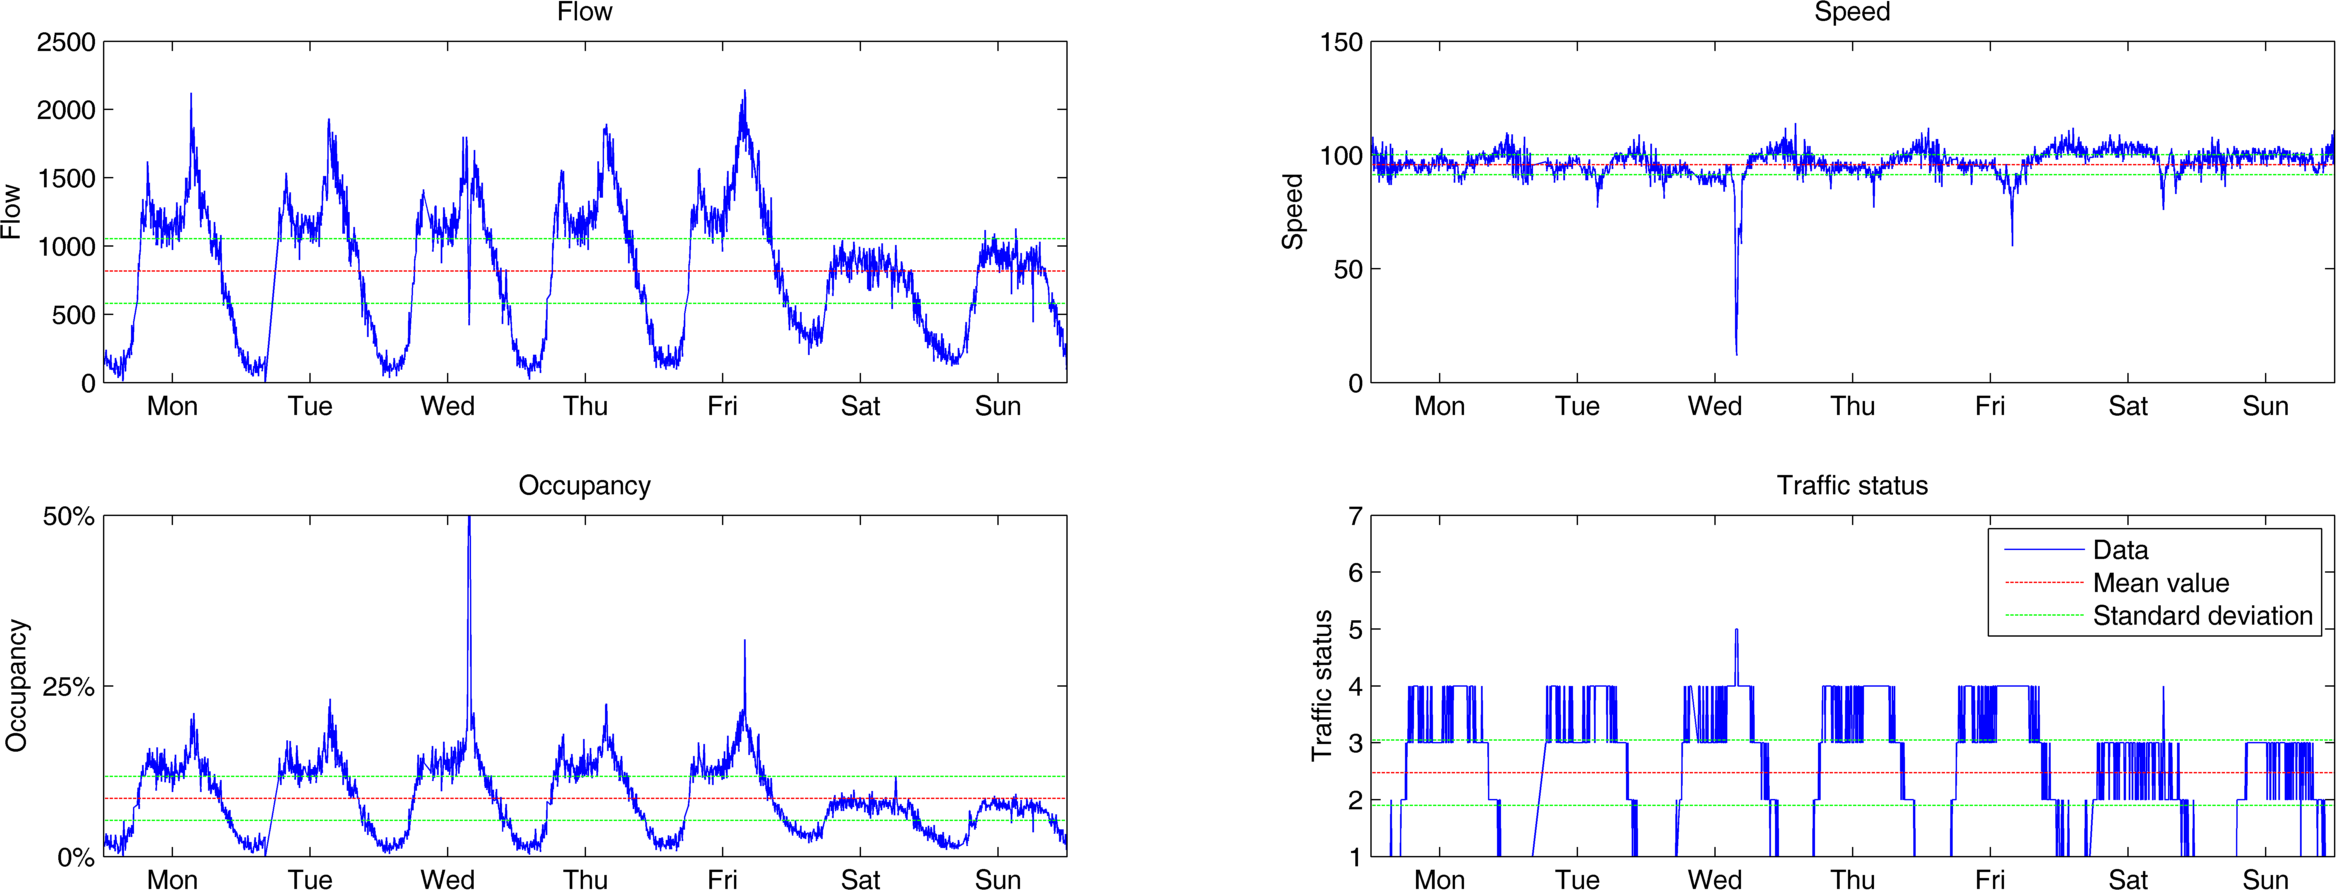 Flow
2500
2000
1500
1000
500
0
Flow
Mon Tue Wed Thu Fri Sat Sun
Speed
150
100
50
0
Speed
Mon Tue Wed Thu Fri Sat Sun
Occupancy
50%
25%
0%
Occupancy
Mon Tue Wed Thu Fri Sat Sun
Traffic status
7
6
5
4
3
2
1
Traffic status
Data
Mean value
Standard deviation
Mon Tue Wed Thu Fri Sat Sun